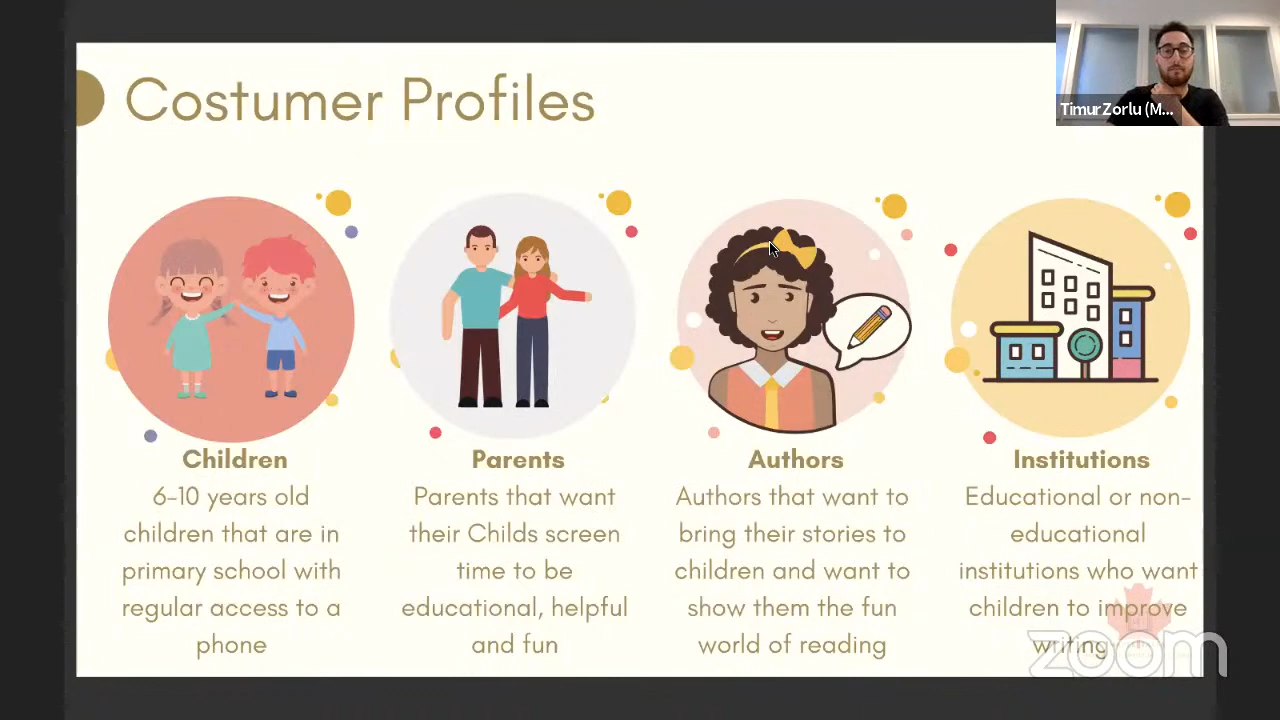 Costumer Profiles
Timur Zorlu (M...
Children
6-10 years old
children that are in
primary school with
regular access to a
phone
Parents
Parents that want
their Childs screen
time to be
educational, helpful
and fun
Authors
Authors that want to
bring their stories to
children and want to
show them the fun
world of reading
Institutions
Educational or non-
educational
institutions who want
children to improve
writing
zoom